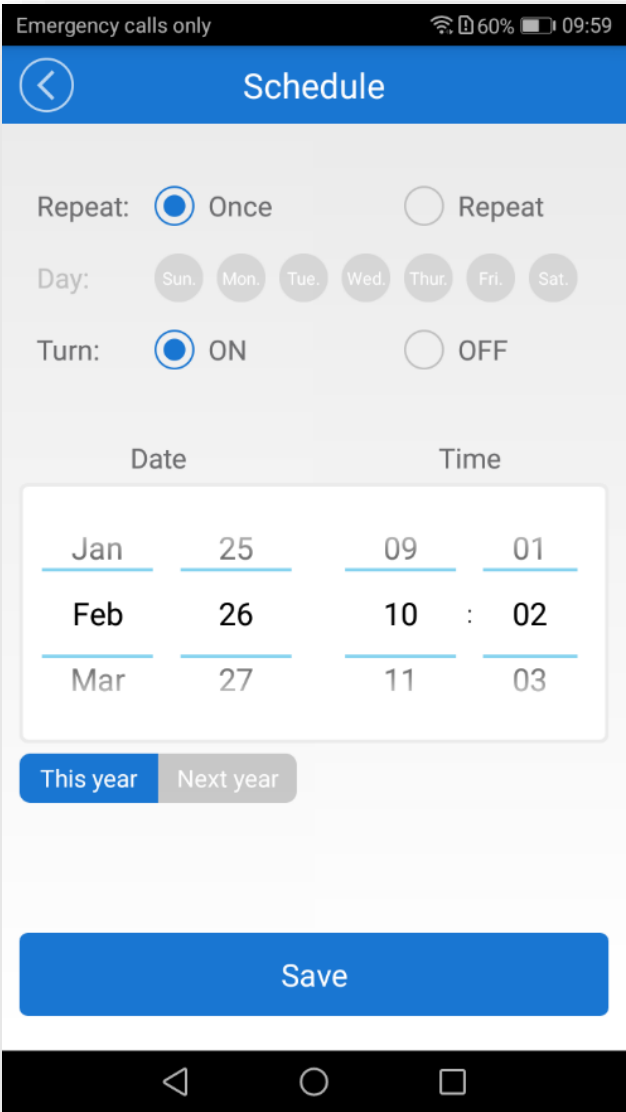 Emergency calls only 60% 09:59
Schedule
Repeat: Once Repeat
Day: Sun. Mon. Tue. Wed. Thur. Fri. Sat.
Turn: ON OFF
Date Time
Jan 25 09 01
Feb 26 10 : 02
Mar 27 11 03
This year Next year
Save